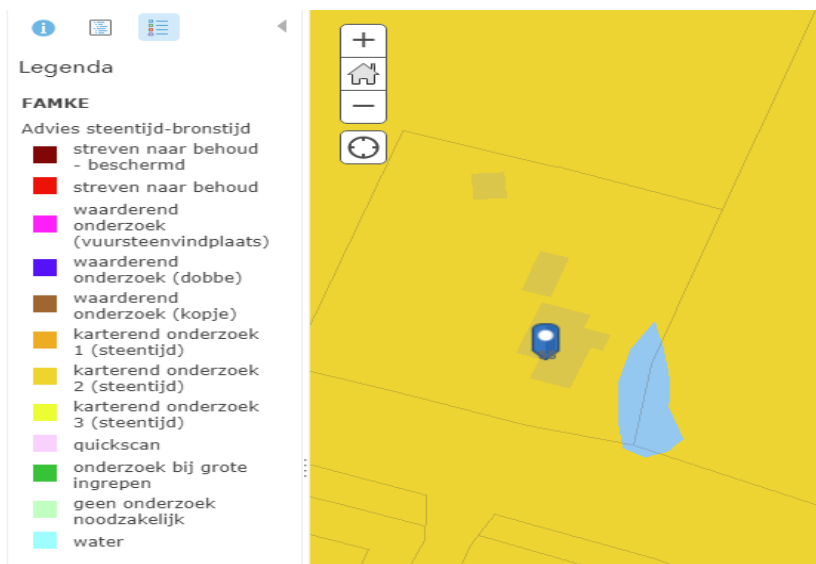 Legenda
FAMKE
Advies steentijd-bronstijd
streven naar behoud
- beschermd
streven naar behoud
waarderend
onderzoek
(vuursteenvindplaats)
waarderend
onderzoek (dobbe)
waarderend
onderzoek (kopje)
karterend onderzoek
1 (steentijd)
karterend onderzoek
2 (steentijd)
karterend onderzoek
3 (steentijd)
quickscan
onderzoek bij grote
ingrepen
geen onderzoek
noodzakelijk
water